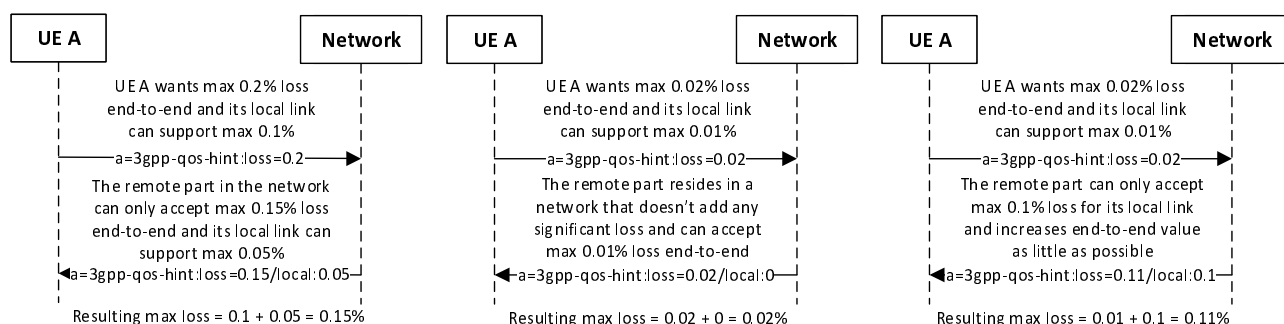 UE A
Network
UE A wants max 0.2% loss
end-to-end and its local link
can support max 0.1%
a=3gpp-qos-hint:loss=0.2
The remote part in the network
can only accept max 0.15% loss
end-to-end and its local link can
support max 0.05%
a=3gpp-qos-hint:loss=0.15/local:0.05
Resulting max loss = 0.1 + 0.05 = 0.15%
UE A
Network
UE A wants max 0.02% loss
end-to-end and its local link
can support max 0.01%
a=3gpp-qos-hint:loss=0.02
The remote part resides in a
network that doesn't add any
significant loss and can accept
max 0.01% loss end-to-end
a=3gpp-qos-hint:loss=0.02/local:0
Resulting max loss = 0.02 + 0 = 0.02%
UE A
Network
UE A wants max 0.02% loss
end-to-end and its local link
can support max 0.01%
a=3gpp-qos-hint:loss=0.02
The remote part can only accept
max 0.1% loss for its local link
and increases end-to-end value
as little as possible
a=3gpp-qos-hint:loss=0.11/local:0.1
Resulting max loss = 0.01 + 0.1 = 0.11%